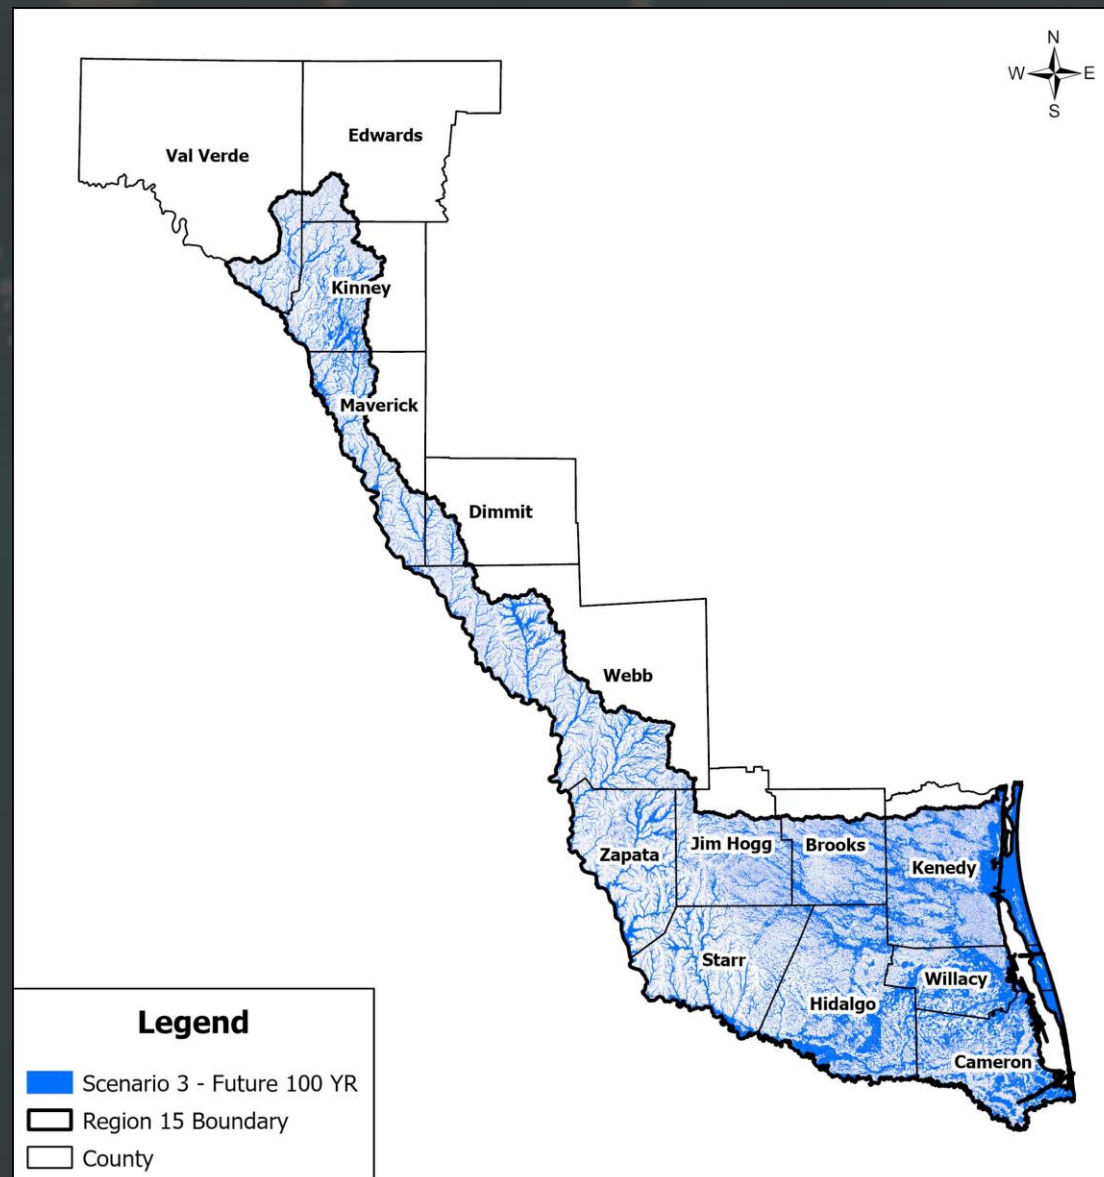 N
W E
S
Edwards
Val Verde
Kinney
Maverick
Dimmit
Webb
Jim Hogg
Brooks
Zapata
Kenedy
Starr
Willacy
Hidalgo
Cameron
Legend
Scenario 3 - Future 100 YR
Region 15 Boundary
County